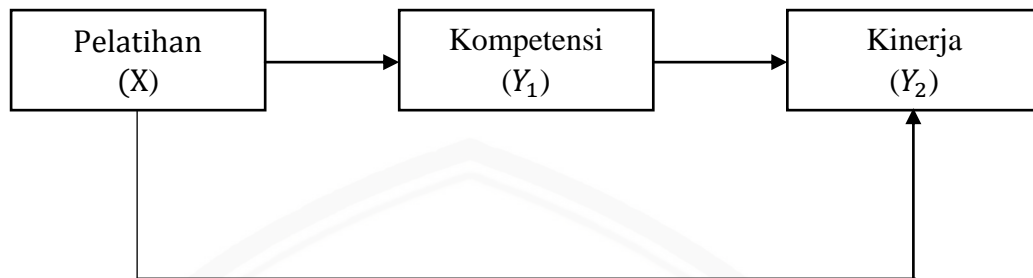 Pelatihan
(X)
Kompetensi
(Y₁)
Kinerja
(Y₂)